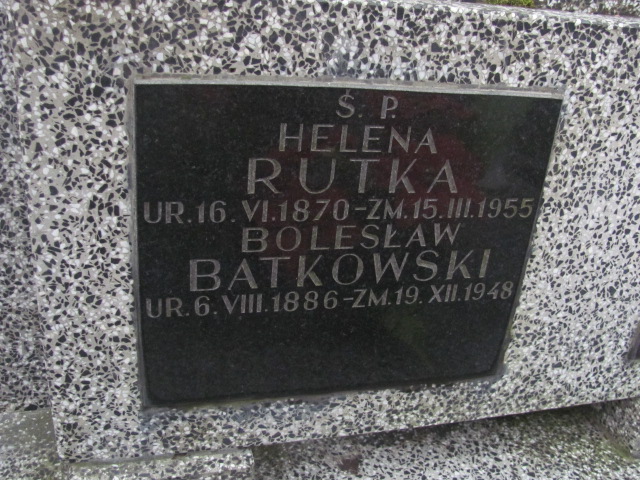 Ś. P.
HELENA
RUTKA
UR. 16. VI. 1870 - ZM. 15. III. 1955
BOLESŁAW
BATKOWSKI
UR. 6. VIII. 1886 - ZM. 19. XII. 1948